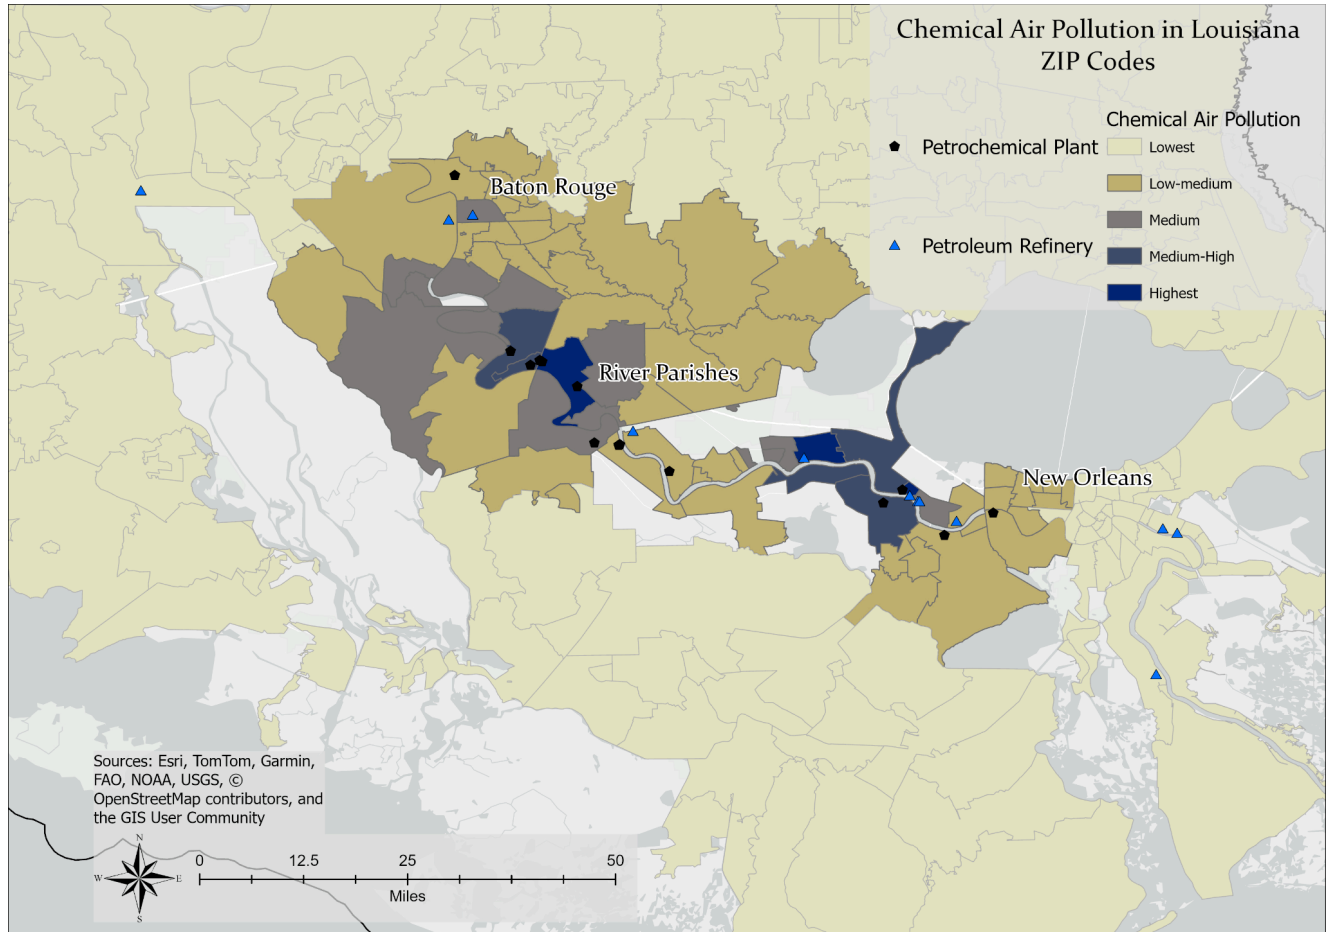 Chemical Air Pollution in Louisiana
ZIP Codes
Chemical Air Pollution
Petrochemical Plant
Lowest
Low-medium
Medium
Petroleum Refinery
Medium-High
Highest
Baton Rouge
River Parishes
New Orleans
Sources: Esri, TomTom, Garmin,
FAO, NOAA, USGS, ©
OpenStreetMap contributors, and
the GIS User Community
N
W E
S
0 12.5 25 50
Miles